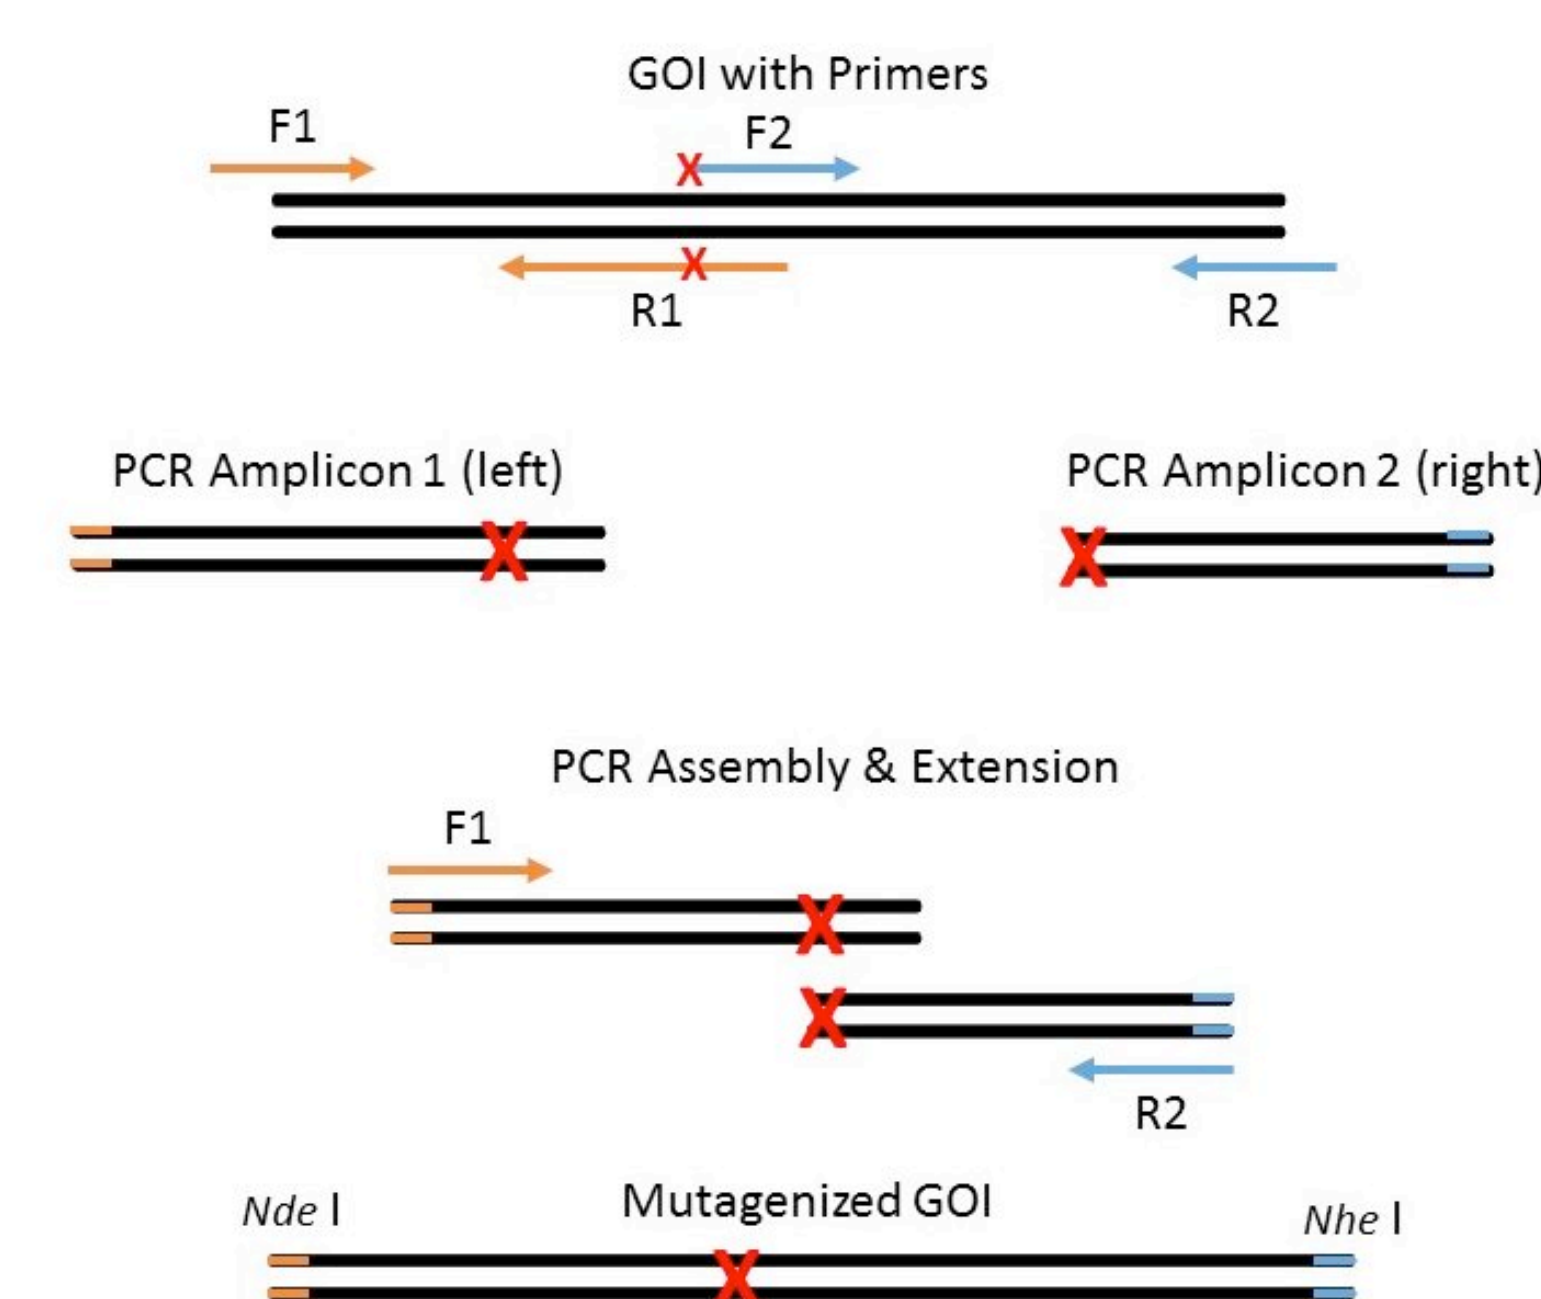 GOI with Primers
F1
F2
X
X
R1
R2
PCR Amplicon 1 (left)
PCR Amplicon 2 (right)
X
X
PCR Assembly & Extension
F1
X
X
R2
Nde I
Mutagenized GOI
Nhe I
X